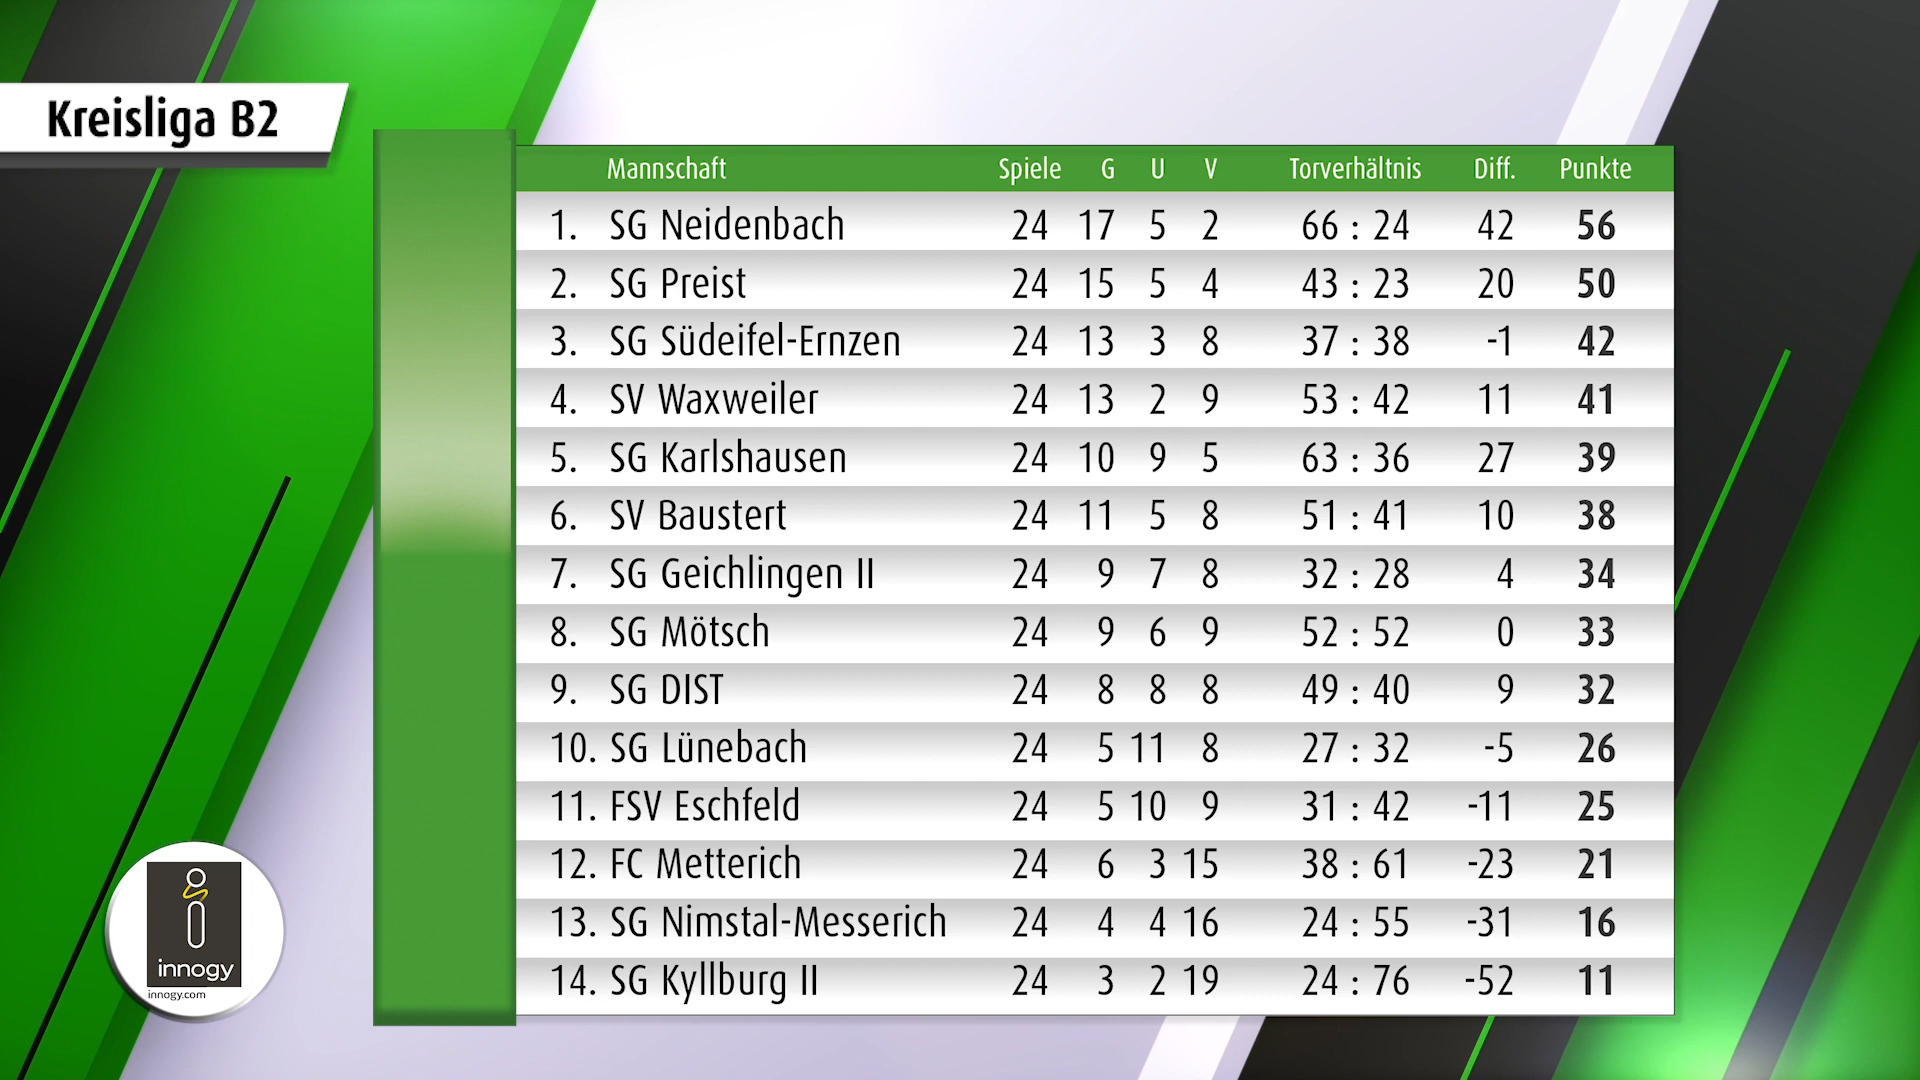 Kreisliga B2
Mannschaft Spiele G U V Torverhältnis Diff. Punkte
1. SG Neidenbach 24 17 5 2 66 : 24 42 56
2. SG Preist 24 15 5 4 43 : 23 20 50
3. SG Südeifel-Ernzen 24 13 3 8 37 : 38 -1 42
4. SV Waxweiler 24 13 2 9 53 : 42 11 41
5. SG Karlshausen 24 10 9 5 63 : 36 27 39
6. SV Baustert 24 11 5 8 51 : 41 10 38
7. SG Geichlingen II 24 9 7 8 32 : 28 4 34
8. SG Mötsch 24 9 6 9 52 : 52 0 33
9. SG DIST 24 8 8 8 49 : 40 9 32
10. SG Lünebach 24 5 11 8 27 : 32 -5 26
11. FSV Eschfeld 24 5 10 9 31 : 42 -11 25
12. FC Metterich 24 6 3 15 38 : 61 -23 21
13. SG Nimstal-Messerich 24 4 4 16 24 : 55 -31 16
14. SG Kyllburg II 24 3 2 19 24 : 76 -52 11
innogy
innogy.com